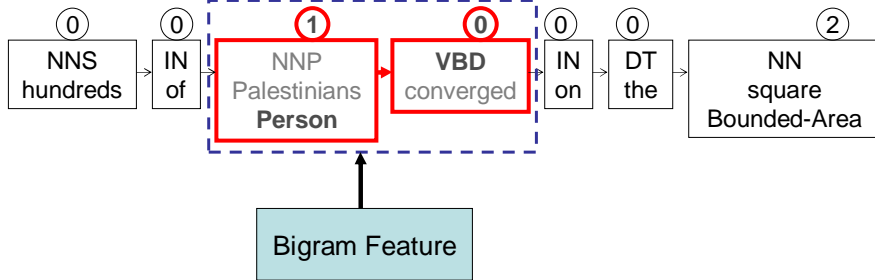 0 0 1 0 0 0 2
NNS IN NNP VBD IN DT NN
hundreds of Palestinians converged on the square
Person Bounded-Area
Bigram Feature